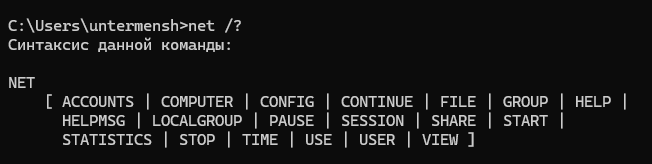 C:\Users\untermensh>net /?
Синтаксис данной команды:
NET
[ ACCOUNTS | COMPUTER | CONFIG | CONTINUE | FILE | GROUP | HELP |
HELPMSG | LOCALGROUP | PAUSE | SESSION | SHARE | START |
STATISTICS | STOP | TIME | USE | USER | VIEW ]